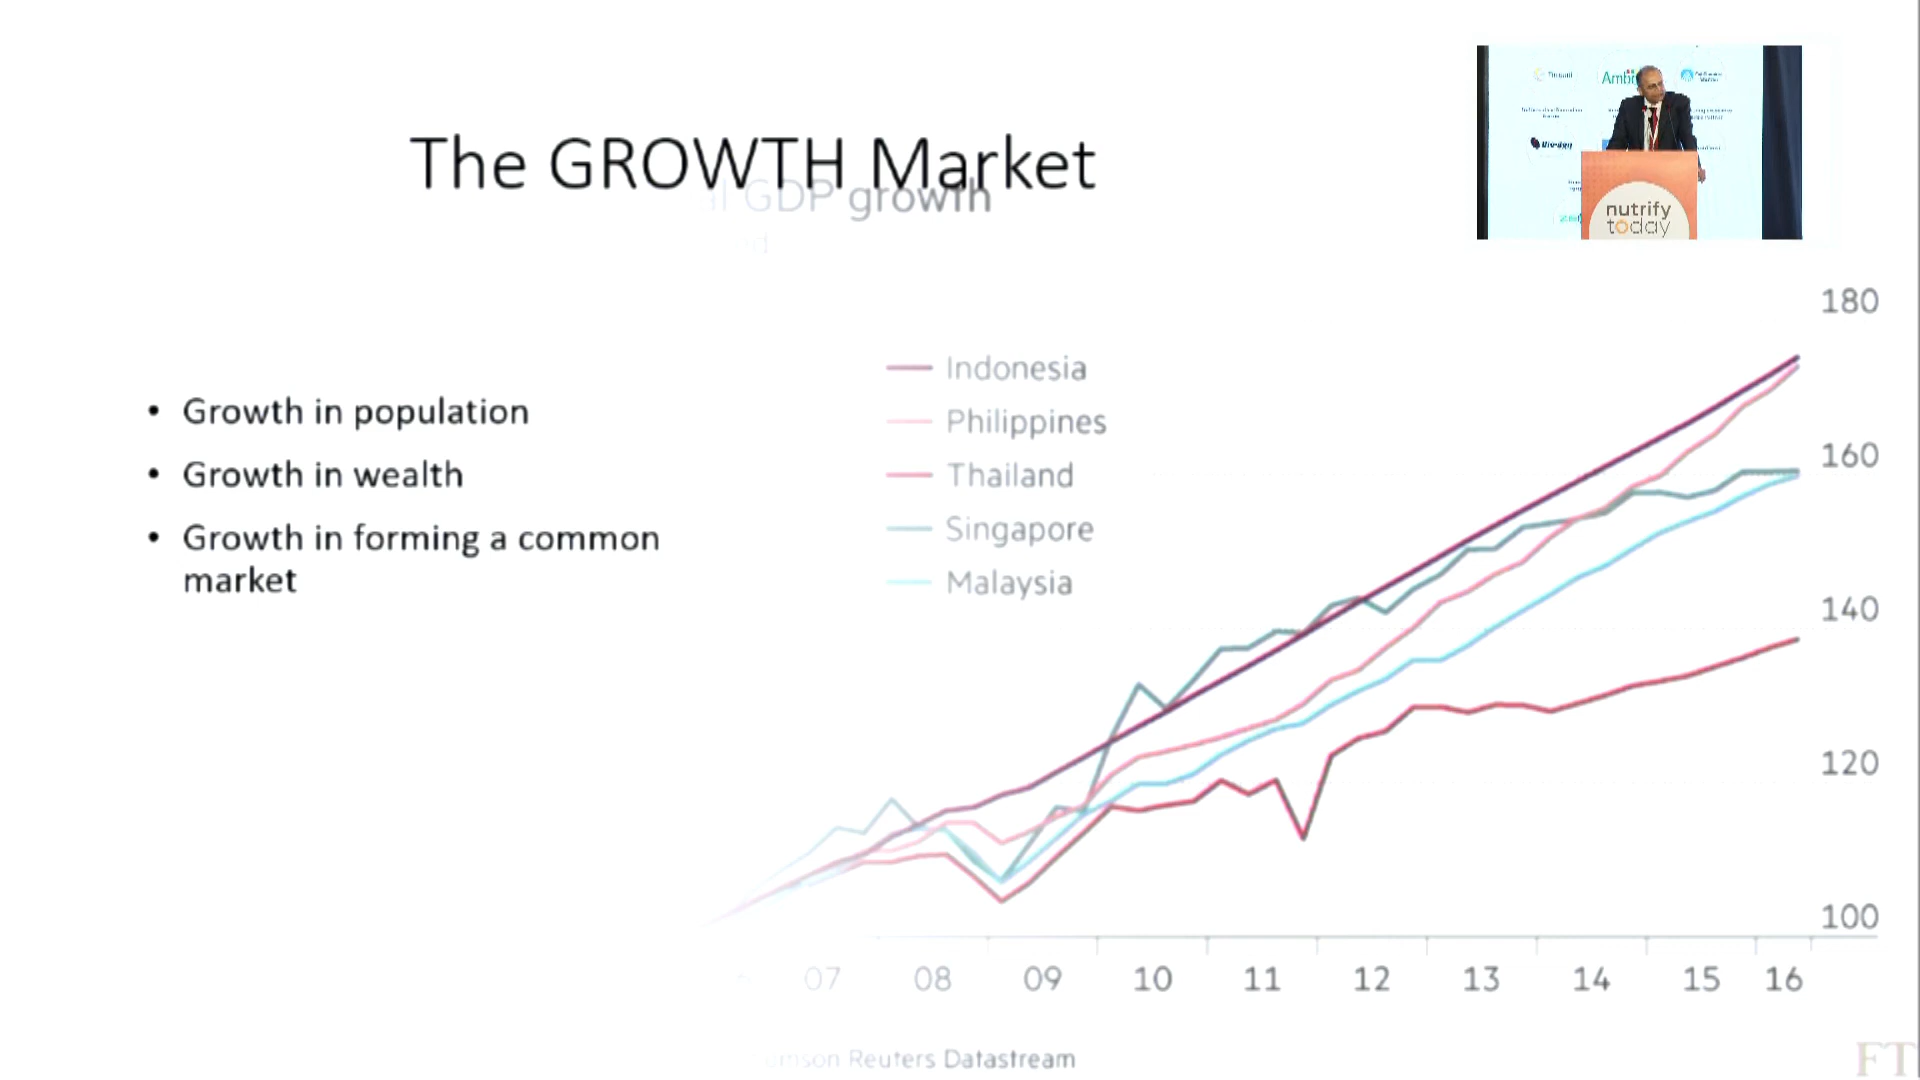 The GROWTH Market
GDP growth
• Growth in population
• Growth in wealth
• Growth in forming a common
market
Indonesia
Philippines
Thailand
Singapore
Malaysia
180
160
140
120
100
07 08 09 10 11 12 13 14 15 16
Reuters Datastream
FT
nutrify
today